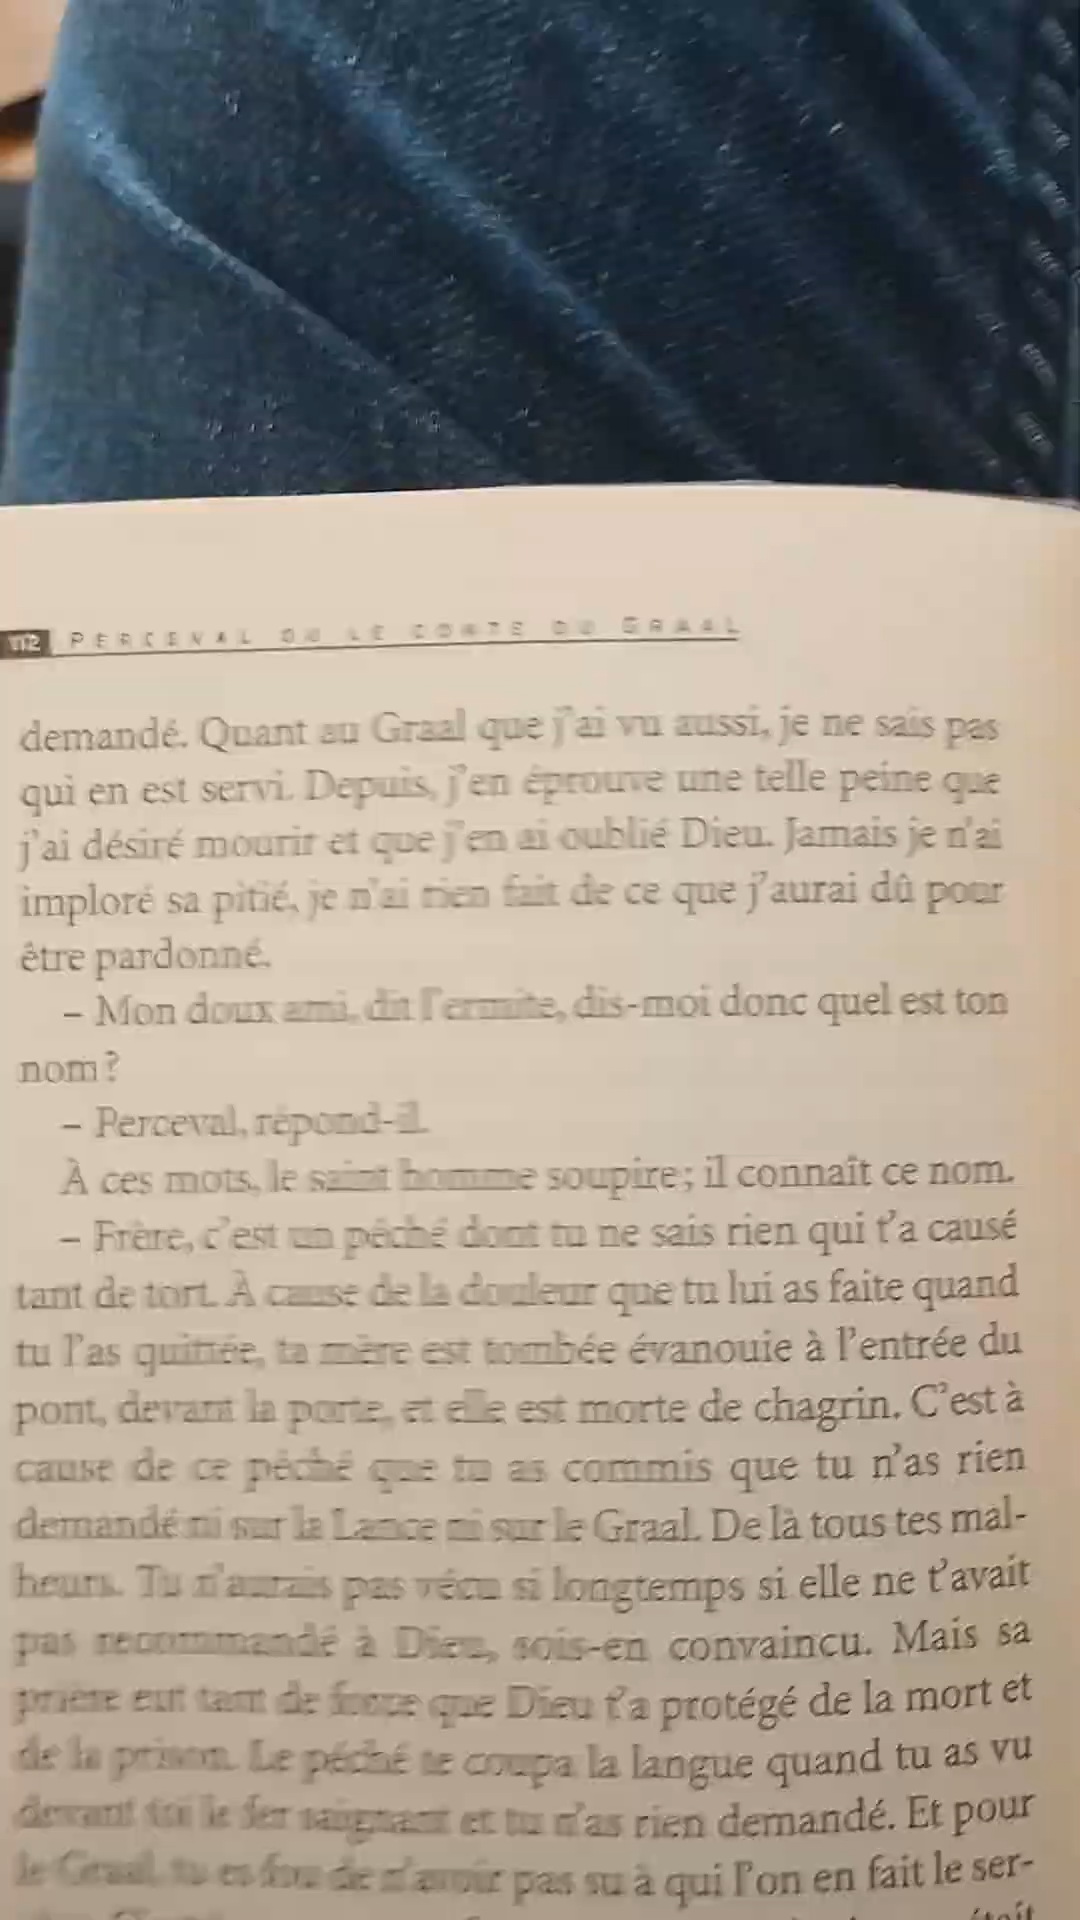 112 PERCEVAL OU LE CONTE DU GRAAL
demandé. Quant au Graal que j'ai vu aussi, je ne sais pas
qui en est servi. Depuis, j'en éprouve une telle peine que
j'ai désiré mourir et que j'en ai oublié Dieu. Jamais je n'ai
imploré sa pitié, je n'ai rien fait de ce que j'aurai dû pour
être pardonné.
– Mon doux ami, dit l'ermite, dis-moi donc quel est ton
nom ?
– Perceval, répond-il.
À ces mots, le saint homme soupire ; il connaît ce nom.
– Frère, c'est un péché dont tu ne sais rien qui t'a causé
tant de tort. À cause de la douleur que tu lui as faite quand
tu l'as quittée, ta mère est tombée évanouie à l'entrée du
pont, devant la porte, et elle est morte de chagrin. C'est à
cause de ce péché que tu as commis que tu n'as rien
demandé ni sur la Lance ni sur le Graal. De là tous tes mal-
heurs. Tu n'aurais pas vécu si longtemps si elle ne t'avait
pas recommandé à Dieu, sois-en convaincu. Mais sa
prière eut tant de force que Dieu t'a protégé de la mort et
de la prison. Le péché te coupa la langue quand tu as vu
devant toi le fer saignant et tu n'as rien demandé. Et pour
le Graal, tu es fou de n'avoir pas su à qui l'on en fait le ser-
était